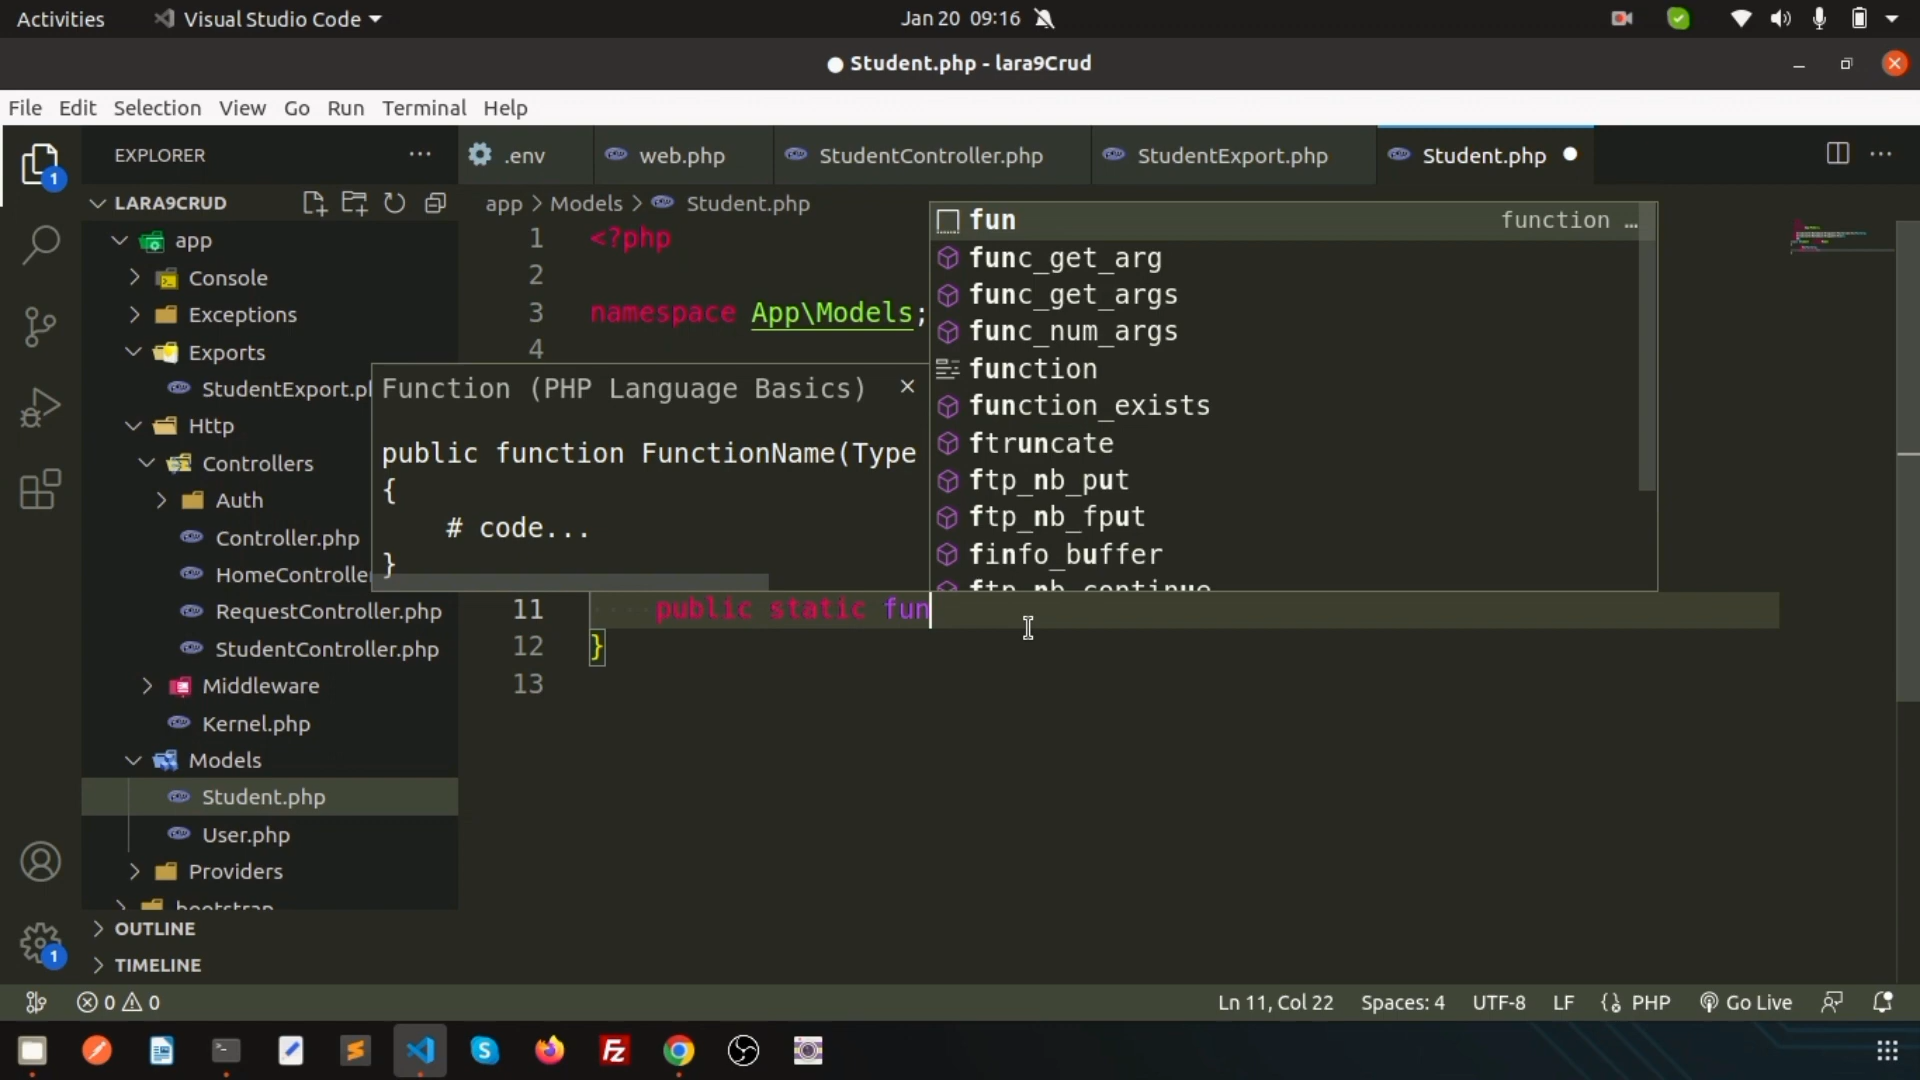 Activities
Visual Studio Code
Jan 20 09:16
Student.php - lara9Crud
File Edit Selection View Go Run Terminal Help
EXPLORER
.env
web.php
StudentController.php
StudentExport.php
Student.php
LARA9CRUD
app > Models > Student.php
app
Console
Exceptions
Exports
StudentExport.p
Http
Controllers
Auth
Controller.php
HomeControlle
RequestController.php
StudentController.php
Middleware
Kernel.php
Models
Student.php
User.php
Providers
bootstrap
OUTLINE
TIMELINE
1 <?php
2
3 namespace App\Models;
4
Function (PHP Language Basics)
public function FunctionName(Type
{
# code...
}
fun function ...
func_get_arg
func_get_args
func_num_args
function
function_exists
ftruncate
ftp_nb_put
ftp_nb_fput
finfo_buffer
ftp_nb_continue
11 public static fun
12 }
13
1
1
0 0
Ln 11, Col 22 Spaces: 4 UTF-8 LF PHP Go Live